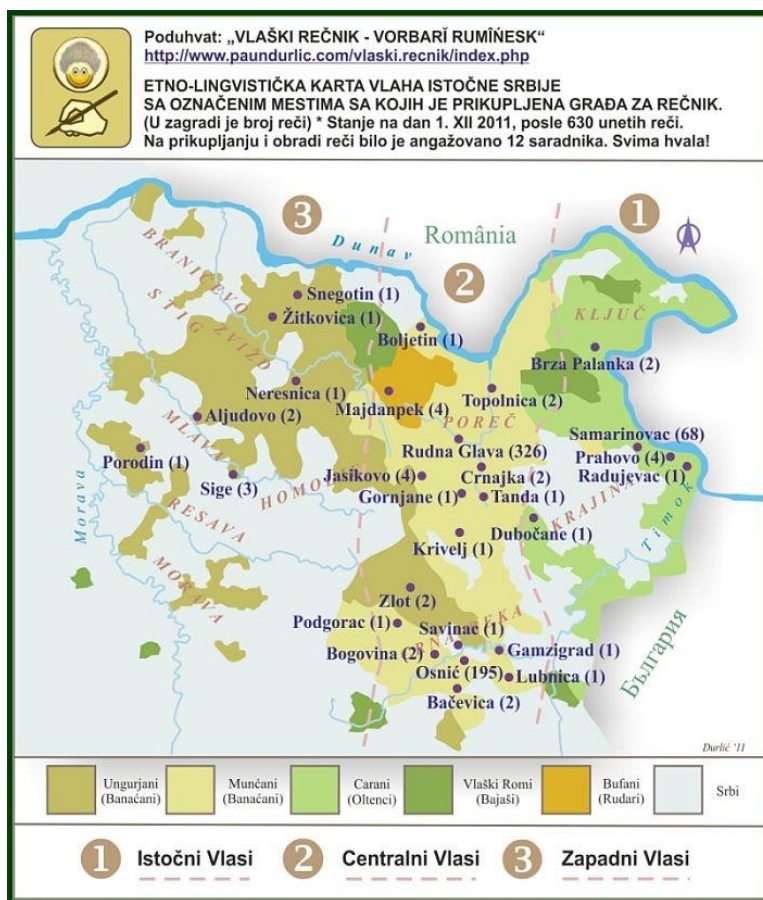 Poduhvat: „VLAŠKI REČNIK - VORBARĬ RUMÎŃESK“
http://www.paundurlic.com/vlaski.recnik/index.php
ETNO-LINGVISTIČKA KARTA VLAHA ISTOČNE SRBIJE
SA OZNAČENIM MESTIMA SA KOJIH JE PRIKUPLJENA GRAĐA ZA REČNIK.
(U zagradi je broj reči) * Stanje na dan 1. XII 2011, posle 630 unetih reči.
Na prikupljanju i obradi reči bilo je angažovano 12 saradnika. Svima hvala!
3
1
Dunav
România
2
BRANIČEVO
STIG
ZVIŽD
KLJUČ
Snegotin (1)
Žitkovica (1)
Boljetin (1)
Brza Palanka (2)
Neresnica (1)
Majdanpek (4)
Topolnica (2)
Aljudovo (2)
POREČ
MLAVA
Rudna Glava (326)
Samarinovac (68)
Porodin (1)
Prahovo (4)
Sige (3)
HOMOLJE
Jasikovo (4)
Crnajka (2)
Radujevac (1)
Gornjane (1)
Tanda (1)
RESAVA
KRAJINA
Morava
Timok
Dubočane (1)
Krivelj (1)
MORAVA
Zlot (2)
Podgorac (1)
Savinac (1)
RNA REKA
Bogovina (2)
Gamzigrad (1)
Osnić (195)
Lubnica (1)
Bačevica (2)
България
Durlić '11
Ungurjani
(Banaćani)
Munćani
(Banaćani)
Carani
(Oltenci)
Vlaški Romi
(Bajaši)
Bufani
(Rudari)
Srbi
1 Istočni Vlasi
2 Centralni Vlasi
3 Zapadni Vlasi